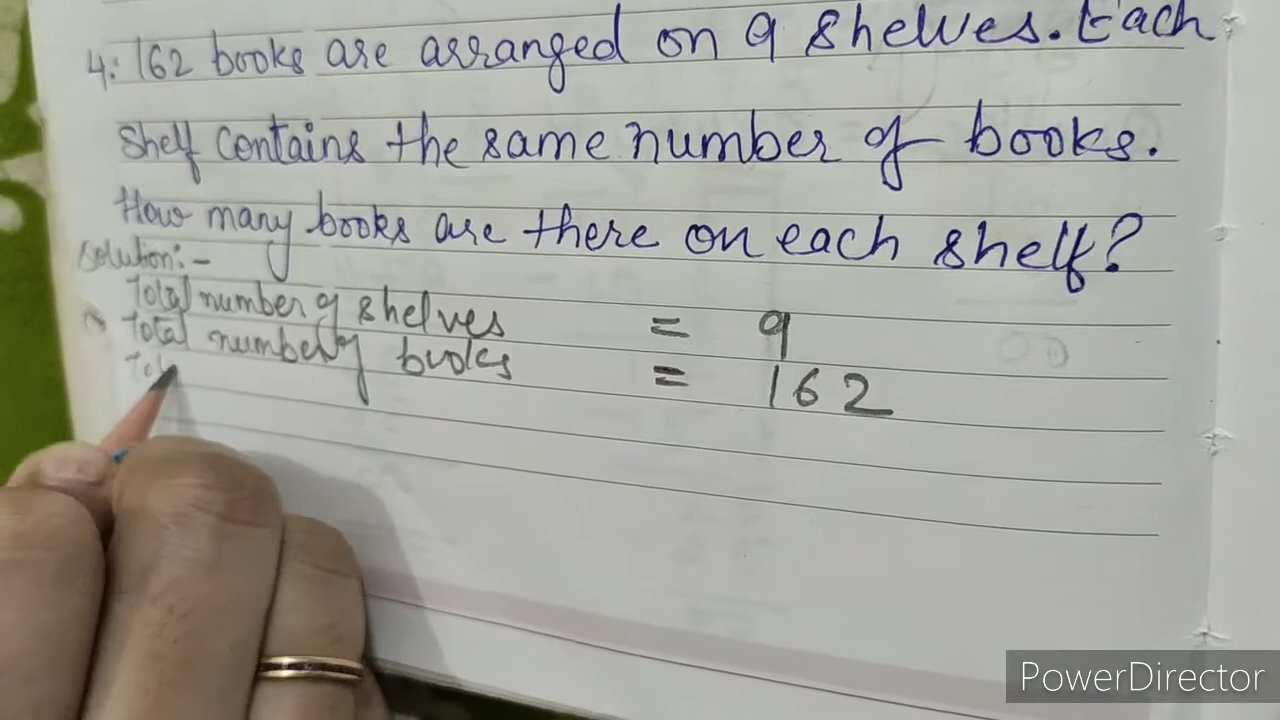 4: 162 books are arranged on 9 shelves. Each
shelf contains the same number of books.
How many books are there on each shelf?
Solution:-
Total number of shelves = 9
Total number of books = 162
Tot
PowerDirector